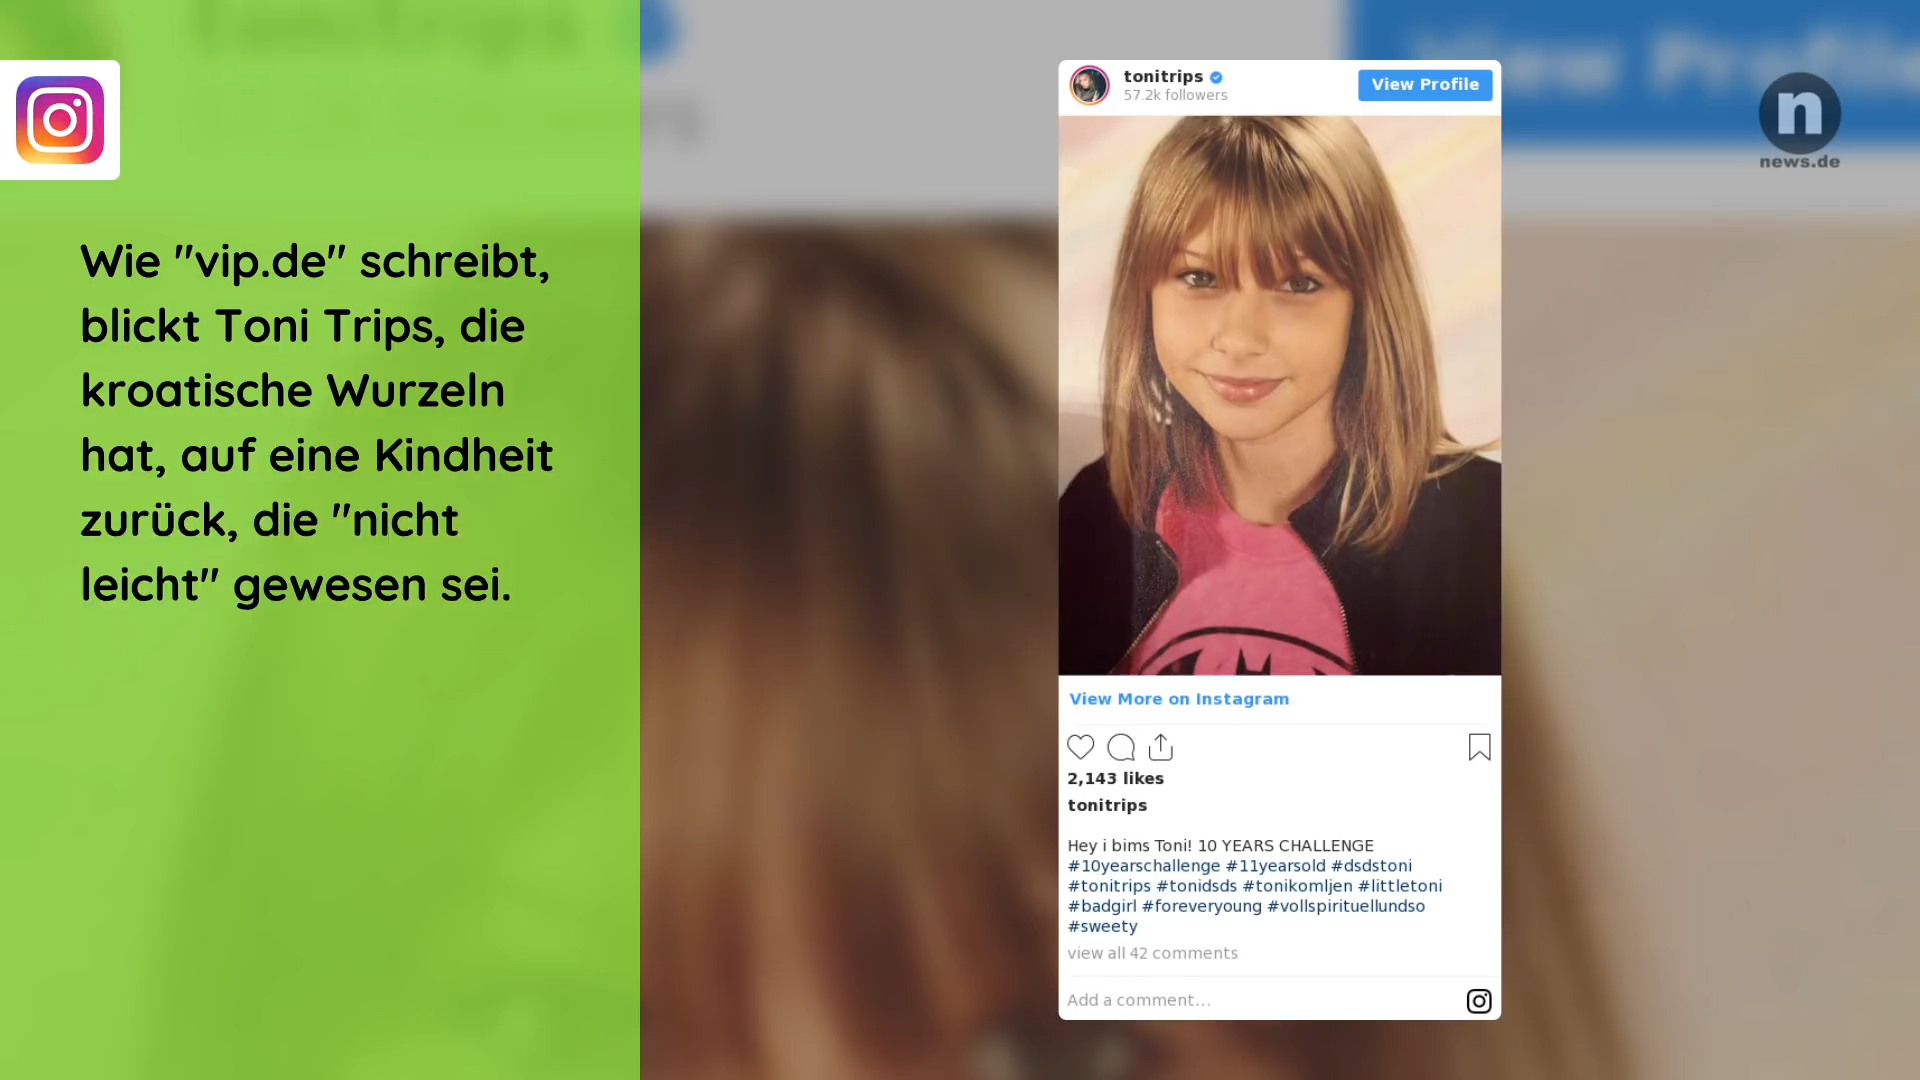 Wie "vip.de" schreibt,
blickt Toni Trips, die
kroatische Wurzeln
hat, auf eine Kindheit
zurück, die "nicht
leicht" gewesen sei.
tonitrips
57.2k followers
View Profile
n
news.de
View More on Instagram
2,143 likes
tonitrips
Hey i bims Toni! 10 YEARS CHALLENGE
#10yearschallenge #11yearsold #dsdstoni
#tonitrips #tonidsds #tonikomljen #littletoni
#badgirl #foreveryoung #vollspirituellundso
#sweety
view all 42 comments
Add a comment...